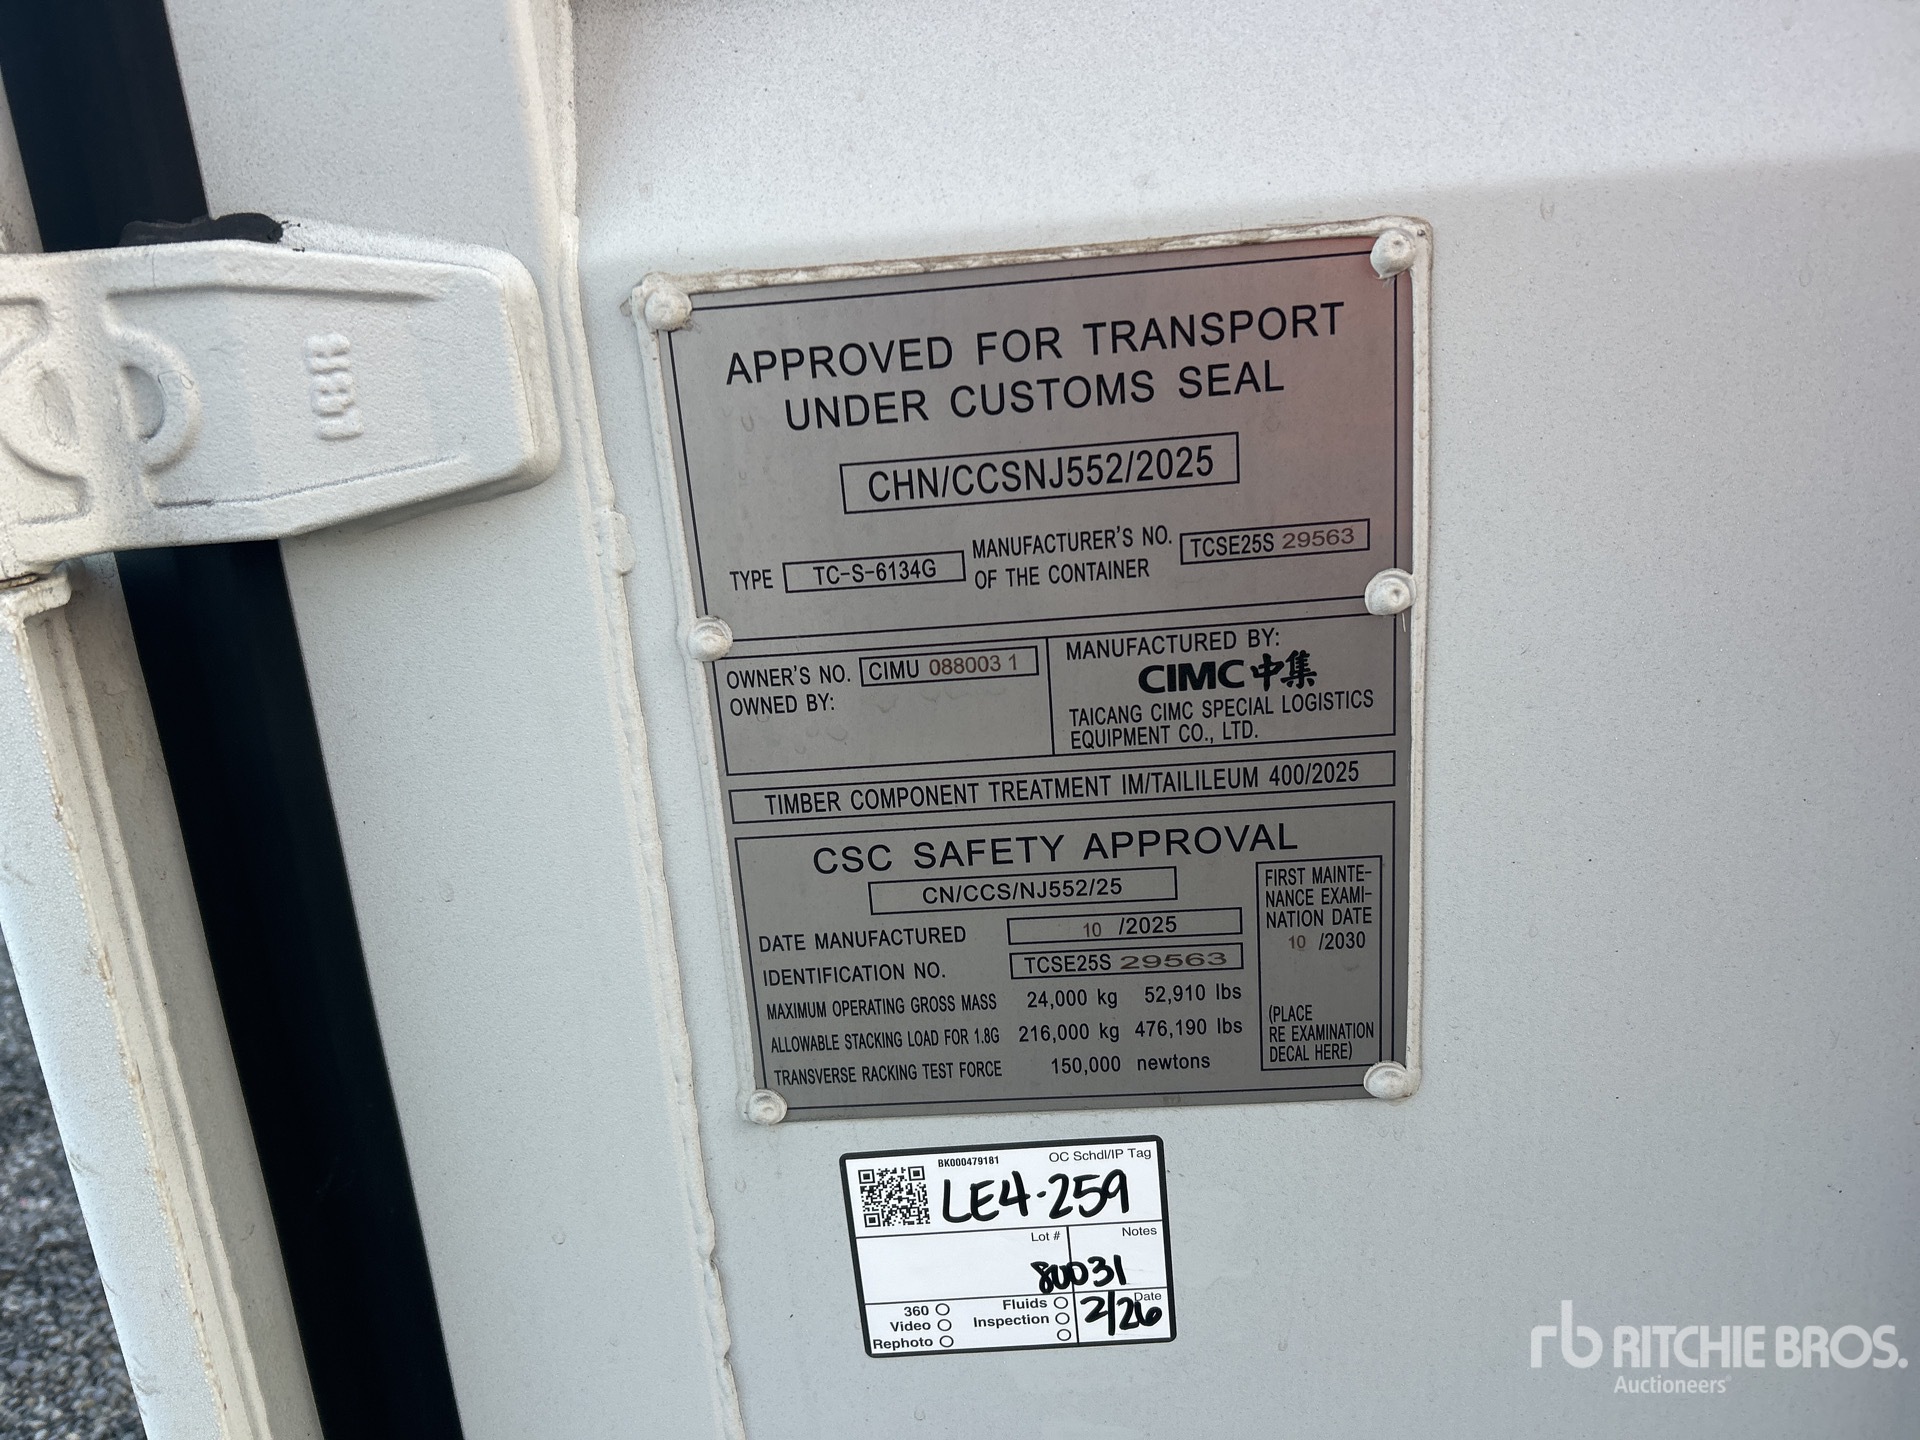 LBH
APPROVED FOR TRANSPORT
UNDER CUSTOMS SEAL
CHN/CCSNJ552/2025
TYPE TC-S-6134G MANUFACTURER'S NO. OF THE CONTAINER TCSE25S 29563
OWNER'S NO. CIMU 088003 1
OWNED BY:
MANUFACTURED BY:
CIMC中集
TAICANG CIMC SPECIAL LOGISTICS
EQUIPMENT CO., LTD.
TIMBER COMPONENT TREATMENT IM/TAILILEUM 400/2025
CSC SAFETY APPROVAL
CN/CCS/NJ552/25
DATE MANUFACTURED 10 /2025
IDENTIFICATION NO. TCSE25S 29563
MAXIMUM OPERATING GROSS MASS 24,000 kg 52,910 lbs
ALLOWABLE STACKING LOAD FOR 1.8G 216,000 kg 476,190 lbs
TRANSVERSE RACKING TEST FORCE 150,000 newtons
FIRST MAINTE-
NANCE EXAMI-
NATION DATE
10 /2030
(PLACE
RE EXAMINATION
DECAL HERE)
BK000479181 OC Schdl/IP Tag
LE4-259
Lot # Notes
80031
360 Fluids Date
Video Inspection 2/26
Rephoto
rb RITCHIE BROS.
Auctioneers